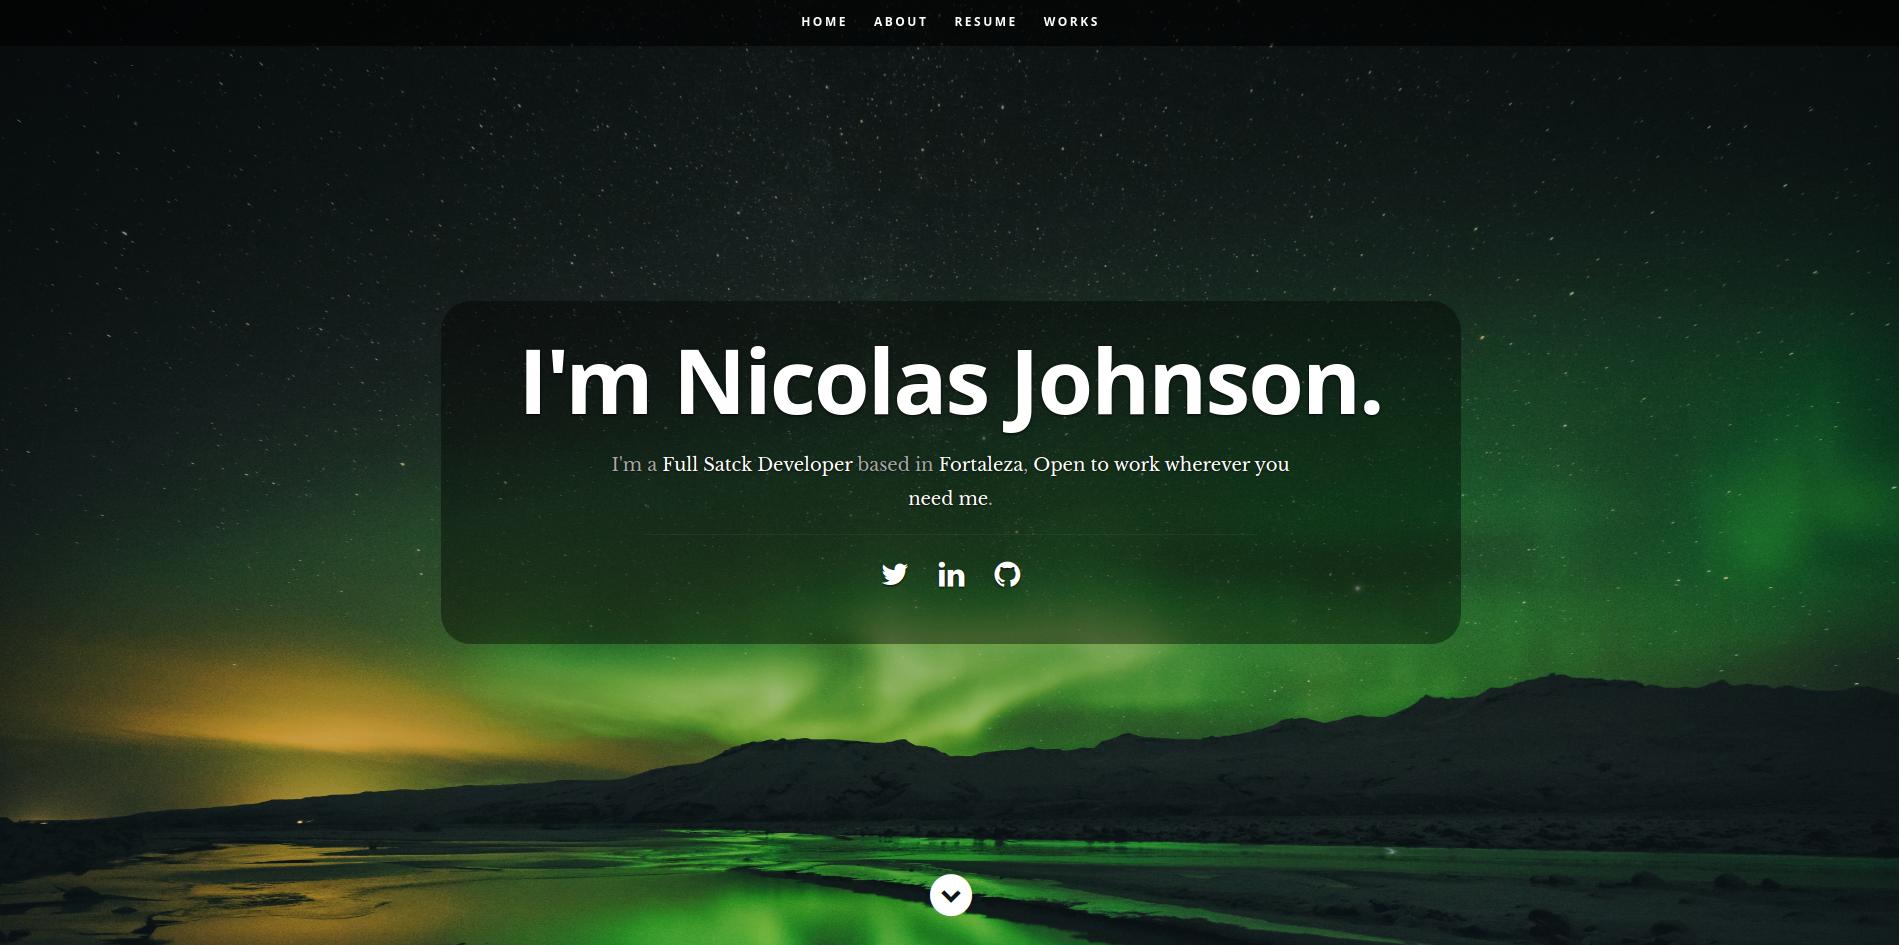 HOME ABOUT RESUME WORKS
I'm Nicolas Johnson.
I'm a Full Satck Developer based in Fortaleza, Open to work wherever you
need me.